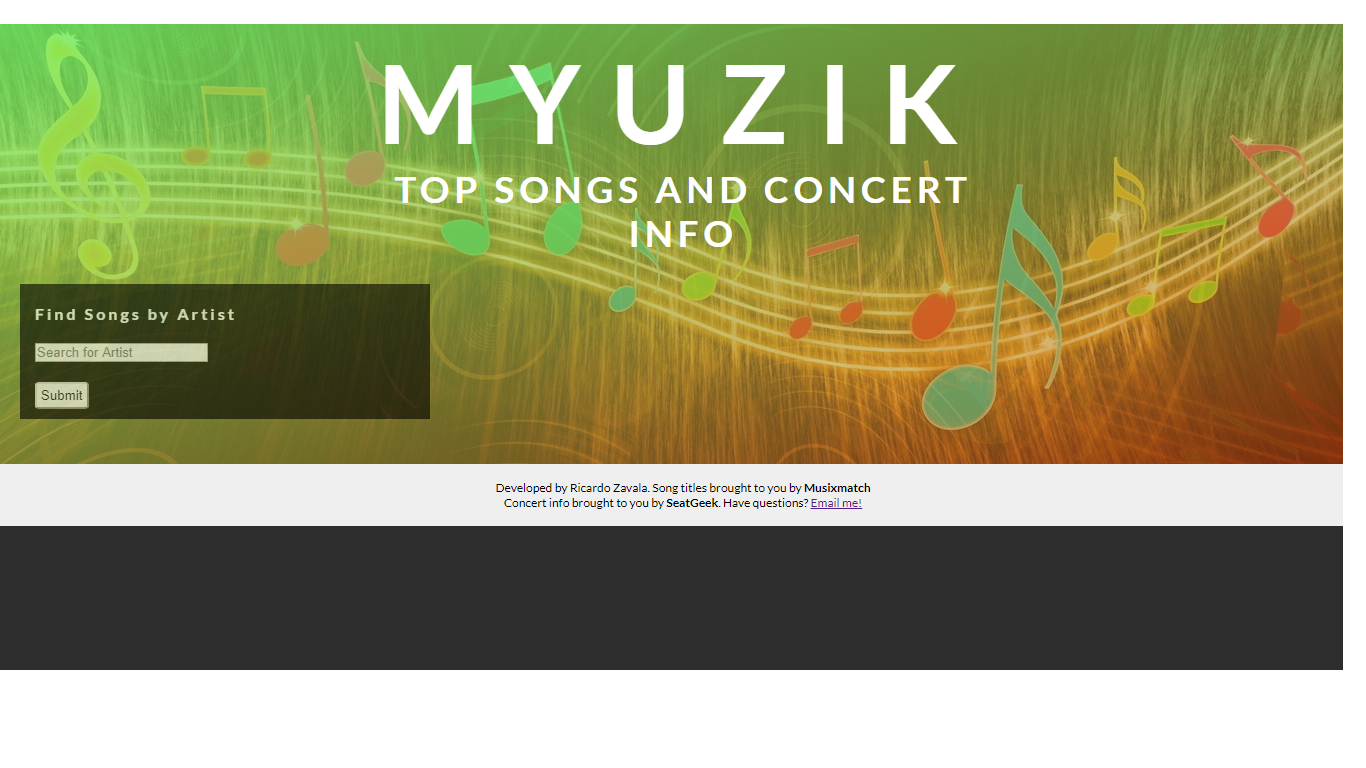 MYUZIK
TOP SONGS AND CONCERT
INFO
Find Songs by Artist
Search for Artist
Submit
Developed by Ricardo Zavala. Song titles brought to you by Musixmatch
Concert info brought to you by SeatGeek. Have questions? Email me!